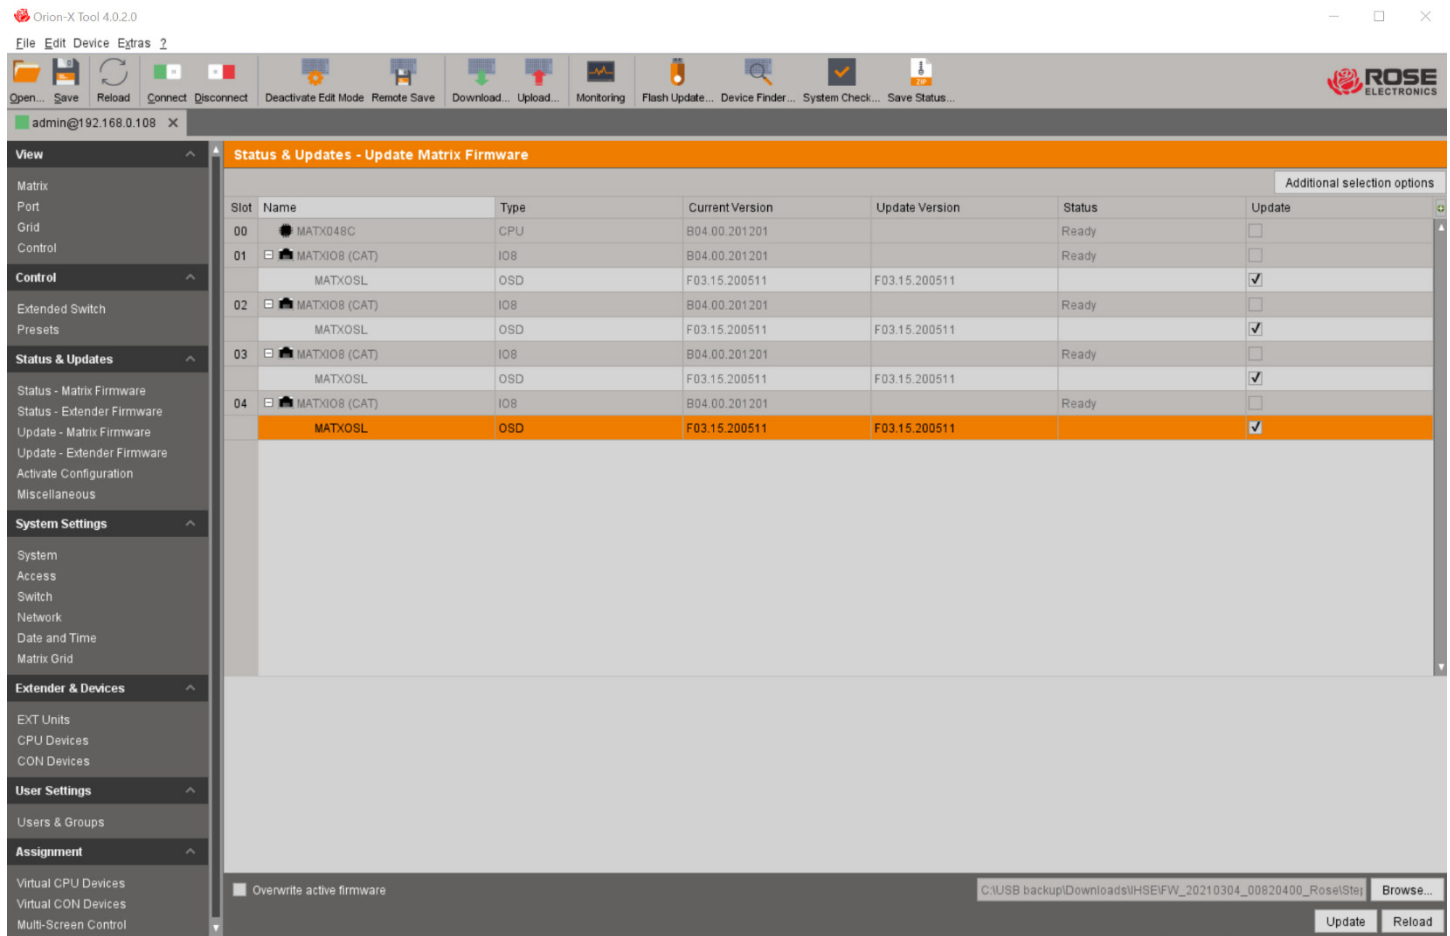 Orion-X Tool 4.0.2.0
File Edit Device Extras ?
Open... Save Reload Connect Disconnect Deactivate Edit Mode Remote Save Download... Upload... Monitoring Flash Update... Device Finder... System Check... Save Status...
ZIP
ROSE
ELECTRONICS
admin@192.168.0.108
View
Matrix
Port
Grid
Control
Control
Extended Switch
Presets
Status & Updates
Status - Matrix Firmware
Status - Extender Firmware
Update - Matrix Firmware
Update - Extender Firmware
Activate Configuration
Miscellaneous
System Settings
System
Access
Switch
Network
Date and Time
Matrix Grid
Extender & Devices
EXT Units
CPU Devices
CON Devices
User Settings
Users & Groups
Assignment
Virtual CPU Devices
Virtual CON Devices
Multi-Screen Control
Status & Updates - Update Matrix Firmware
Additional selection options
Slot Name Type Current Version Update Version Status Update
00 MATX048C CPU B04.00.201201 Ready
01 MATXIO8 (CAT) IO8 B04.00.201201 Ready
MATXOSL OSD F03.15.200511 F03.15.200511
02 MATXIO8 (CAT) IO8 B04.00.201201 Ready
MATXOSL OSD F03.15.200511 F03.15.200511
03 MATXIO8 (CAT) IO8 B04.00.201201 Ready
MATXOSL OSD F03.15.200511 F03.15.200511
04 MATXIO8 (CAT) IO8 B04.00.201201 Ready
MATXOSL OSD F03.15.200511 F03.15.200511
Overwrite active firmware
C:\USB backup\Downloads\IHSE\FW_20210304_00820400_Rose\Step
Browse...
Update Reload